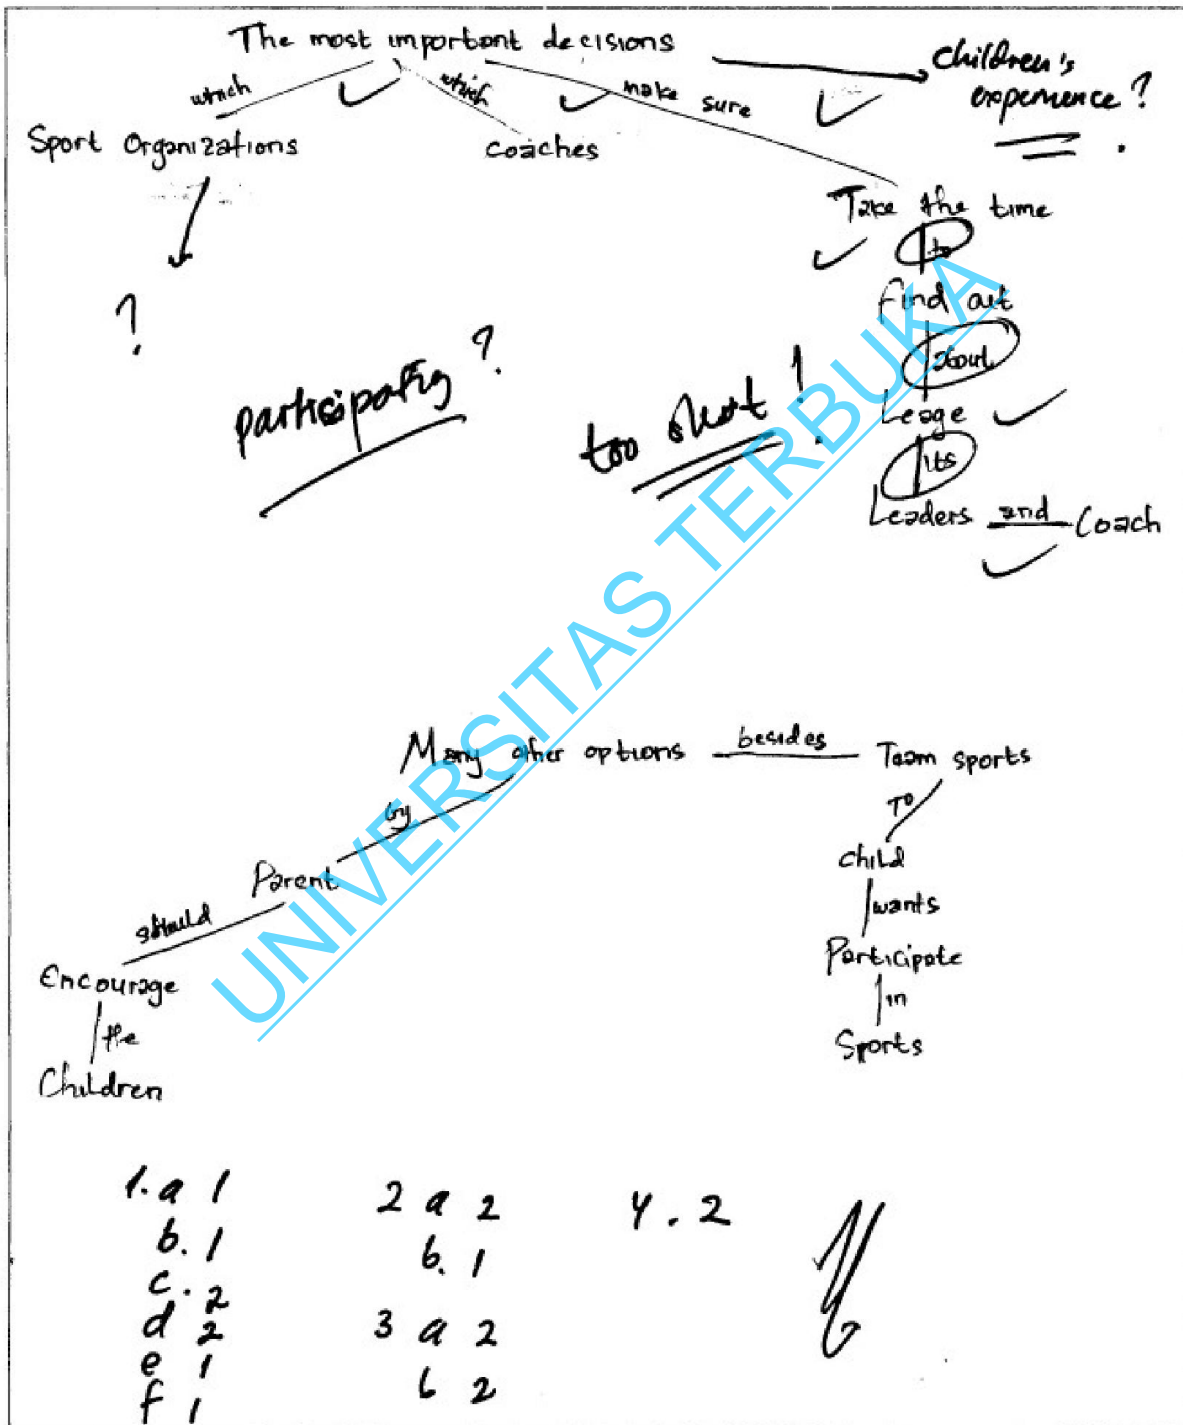 The most important decisions
children's
experience ?
which
which
make sure
Sport Organizations
coaches
Take the time
to
find out
?
about
participatig ?
too short !
Leage
its
Leaders and Coach
UNIVERSITAS TERBUKA
Many other options besides Team sports
by
TO
Parent
child
should
wants
Encourage
Participate
the
in
Children
Sports
1. a 1
b. 1
c. 2
d 2
e 1
f 1
2 a 2
b. 1
3 a 2
b 2
4 . 2